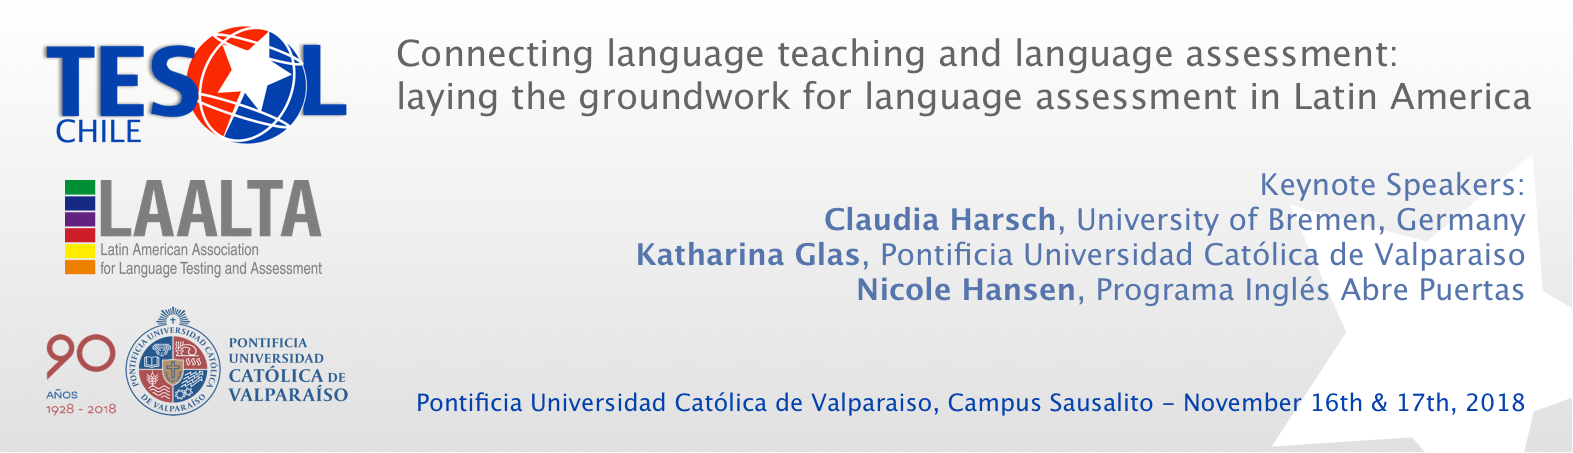 TESOL
CHILE
Connecting language teaching and language assessment:
laying the groundwork for language assessment in Latin America
LAALTA
Latin American Association
for Language Testing and Assessment
Keynote Speakers:
Claudia Harsch, University of Bremen, Germany
Katharina Glas, Pontificia Universidad Católica de Valparaiso
Nicole Hansen, Programa Inglés Abre Puertas
90
AÑOS
1928 - 2018
PONTIFICIA UNIVERSIDAD CATÓLICA
DE VALPARAÍSO
PONTIFICIA
UNIVERSIDAD
CATÓLICA DE
VALPARAÍSO
Pontificia Universidad Católica de Valparaiso, Campus Sausalito – November 16th & 17th, 2018